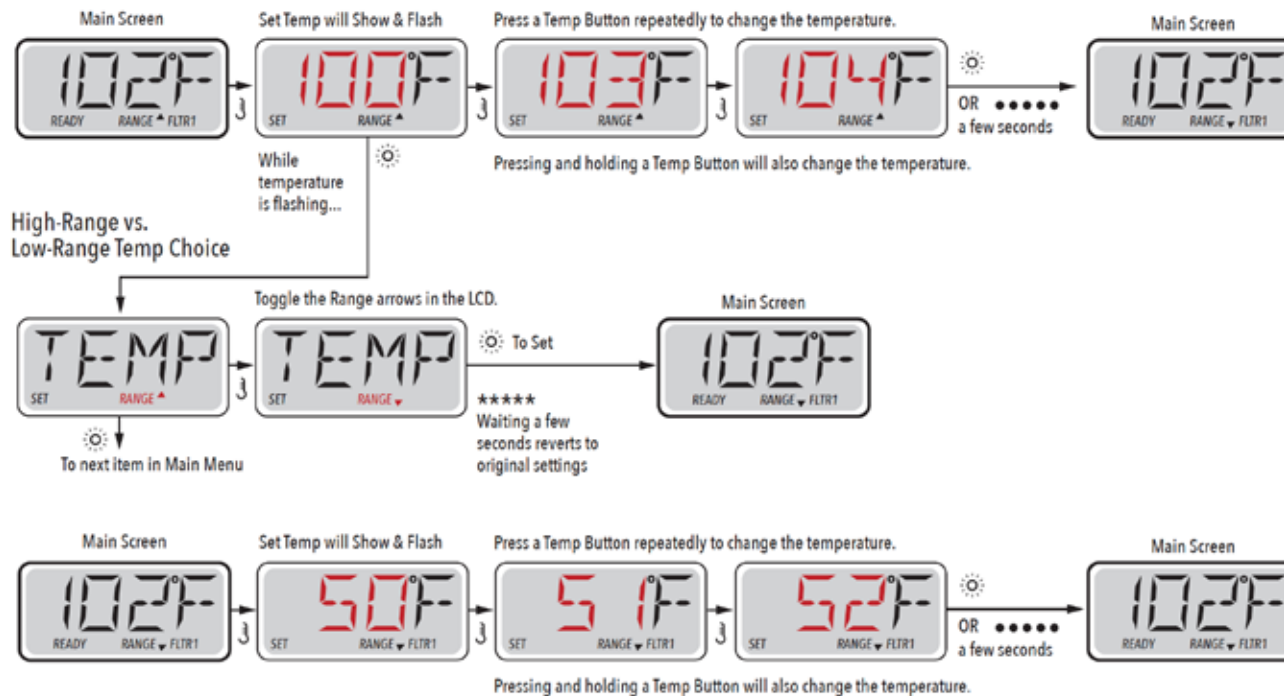 Main Screen
Set Temp will Show & Flash
Press a Temp Button repeatedly to change the temperature.
Main Screen
102°F
READY RANGE FLTR1
100°F
SET RANGE
103°F
SET RANGE
104°F
SET RANGE
OR
a few seconds
102°F
READY RANGE FLTR1
While
temperature
is flashing...
Pressing and holding a Temp Button will also change the temperature.
High-Range vs.
Low-Range Temp Choice
Toggle the Range arrows in the LCD.
Main Screen
TEMP
SET RANGE
TEMP
SET RANGE
To Set
*****
Waiting a few
seconds reverts to
original settings
102°F
READY RANGE FLTR1
To next item in Main Menu
Main Screen
Set Temp will Show & Flash
Press a Temp Button repeatedly to change the temperature.
Main Screen
102°F
READY RANGE FLTR1
50°F
SET RANGE FLTR1
51°F
SET RANGE FLTR1
52°F
SET RANGE FLTR1
OR
a few seconds
102°F
READY RANGE FLTR1
Pressing and holding a Temp Button will also change the temperature.